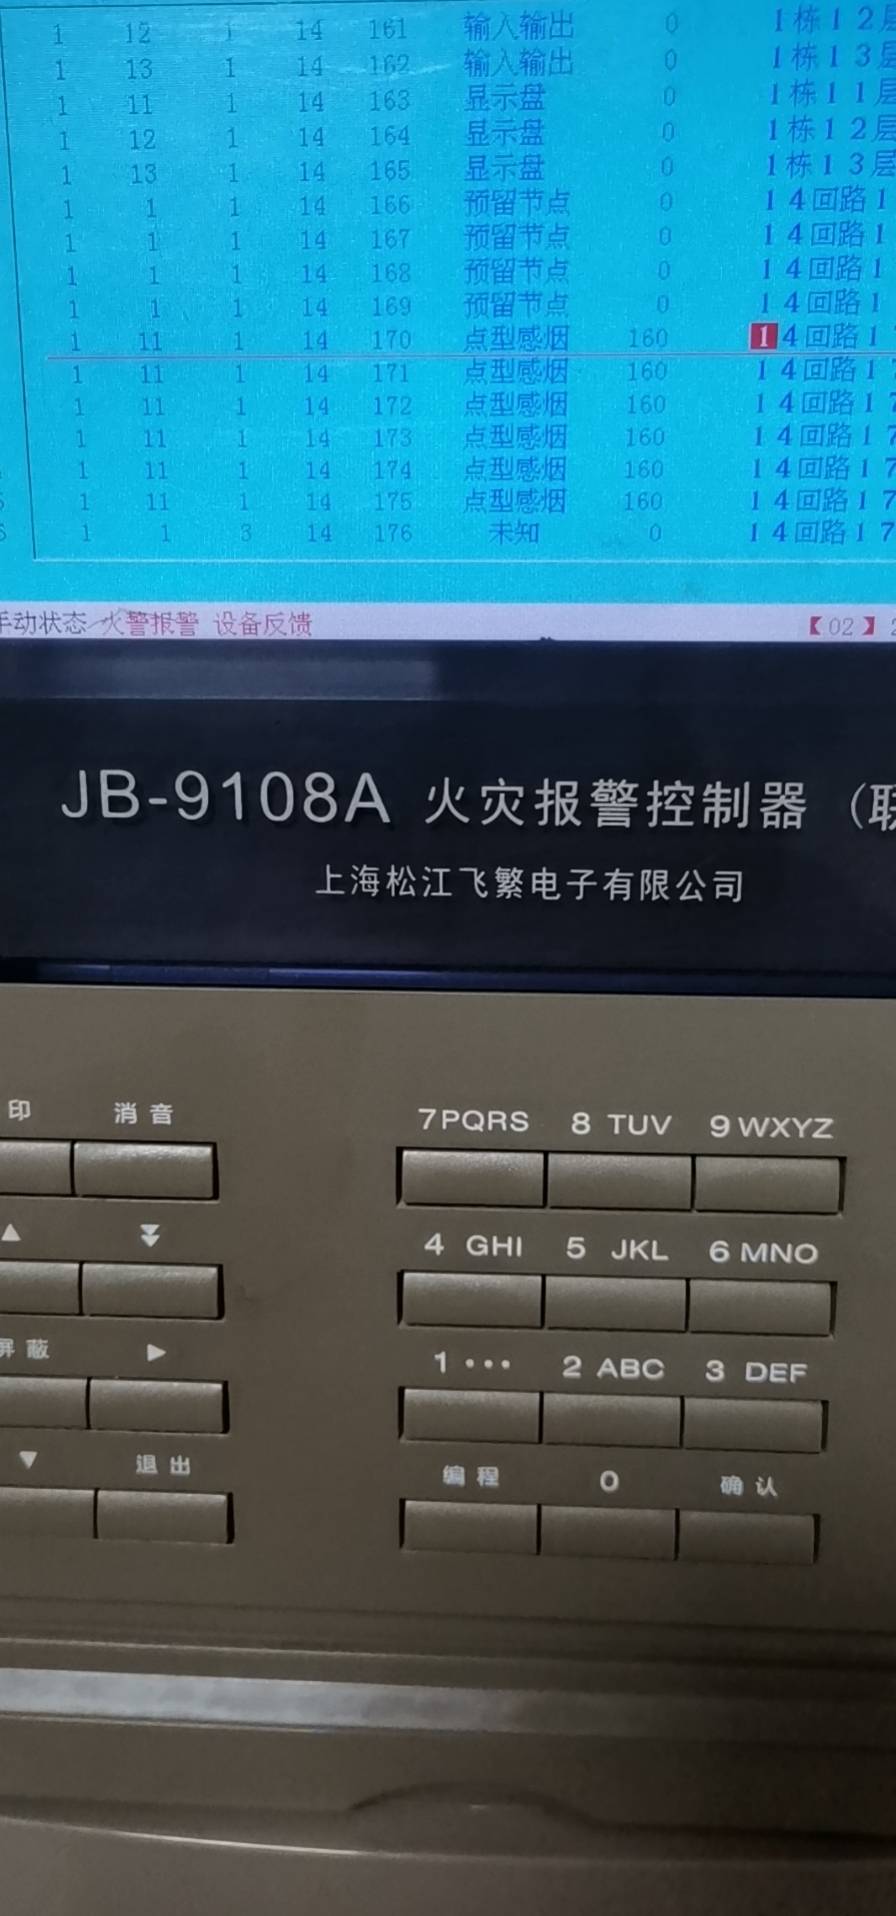 1 12 1 14 161 输入输出 0 1栋12层
1 13 1 14 162 输入输出 0 1栋13层
1 11 1 14 163 显示盘 0 1栋11层
1 12 1 14 164 显示盘 0 1栋12层
1 13 1 14 165 显示盘 0 1栋13层
1 1 1 14 166 预留节点 0 14回路1
1 1 1 14 167 预留节点 0 14回路1
1 1 1 14 168 预留节点 0 14回路1
1 1 1 14 169 预留节点 0 14回路1
1 11 1 14 170 点型感烟 160 14回路1
1 11 1 14 171 点型感烟 160 14回路17
1 11 1 14 172 点型感烟 160 14回路17
1 11 1 14 173 点型感烟 160 14回路17
1 11 1 14 174 点型感烟 160 14回路17
1 11 1 14 175 点型感烟 160 14回路17
1 1 3 14 176 未知 0 14回路17
手动状态 火警报警 设备反馈 【02】2
JB-9108A 火灾报警控制器（联
上海松江飞繁电子有限公司
印 消音 7PQRS 8 TUV 9WXYZ
4 GHI 5 JKL 6 MNO
屏蔽 1 ••• 2 ABC 3 DEF
退出 编程 0 确认